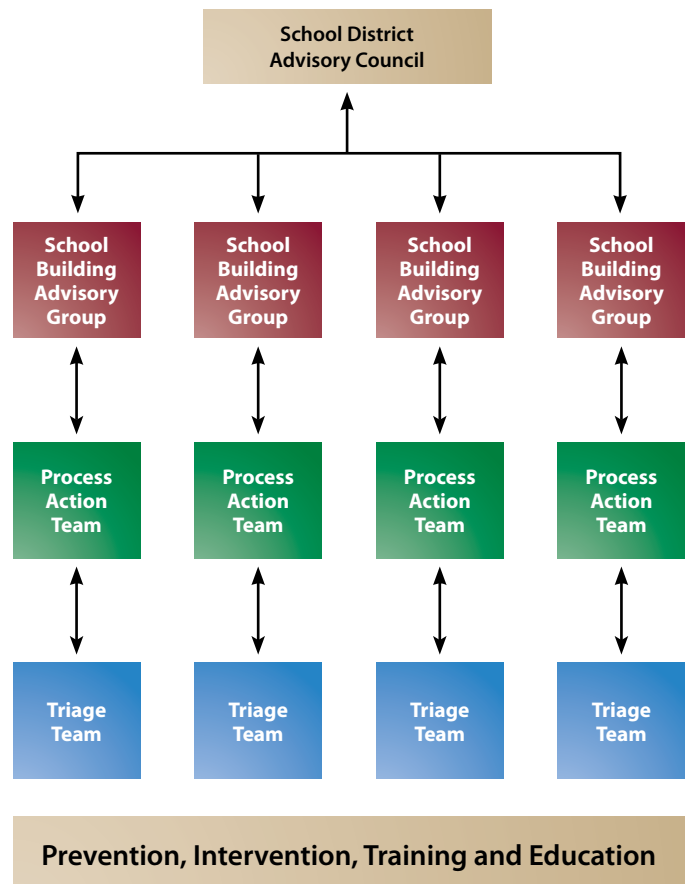 School District
Advisory Council
School
Building
Advisory
Group
School
Building
Advisory
Group
School
Building
Advisory
Group
School
Building
Advisory
Group
Process
Action
Team
Process
Action
Team
Process
Action
Team
Process
Action
Team
Triage
Team
Triage
Team
Triage
Team
Triage
Team
Prevention, Intervention, Training and Education